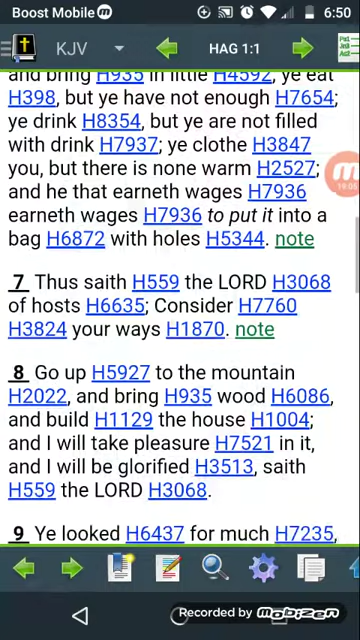 Boost Mobile 6:50
KJV HAG 1:1
and bring H935 in little H4592, ye eat
H398, but ye have not enough H7654;
ye drink H8354, but ye are not filled
with drink H7937; ye clothe H3847
you, but there is none warm H2527;
and he that earneth wages H7936
earneth wages H7936 to put it into a
bag H6872 with holes H5344. note
19:05
7 Thus saith H559 the LORD H3068
of hosts H6635; Consider H7760
H3824 your ways H1870. note
8 Go up H5927 to the mountain
H2022, and bring H935 wood H6086,
and build H1129 the house H1004;
and I will take pleasure H7521 in it,
and I will be glorified H3513, saith
H559 the LORD H3068.
9 Ye looked H6437 for much H7235,
Recorded by mobizen